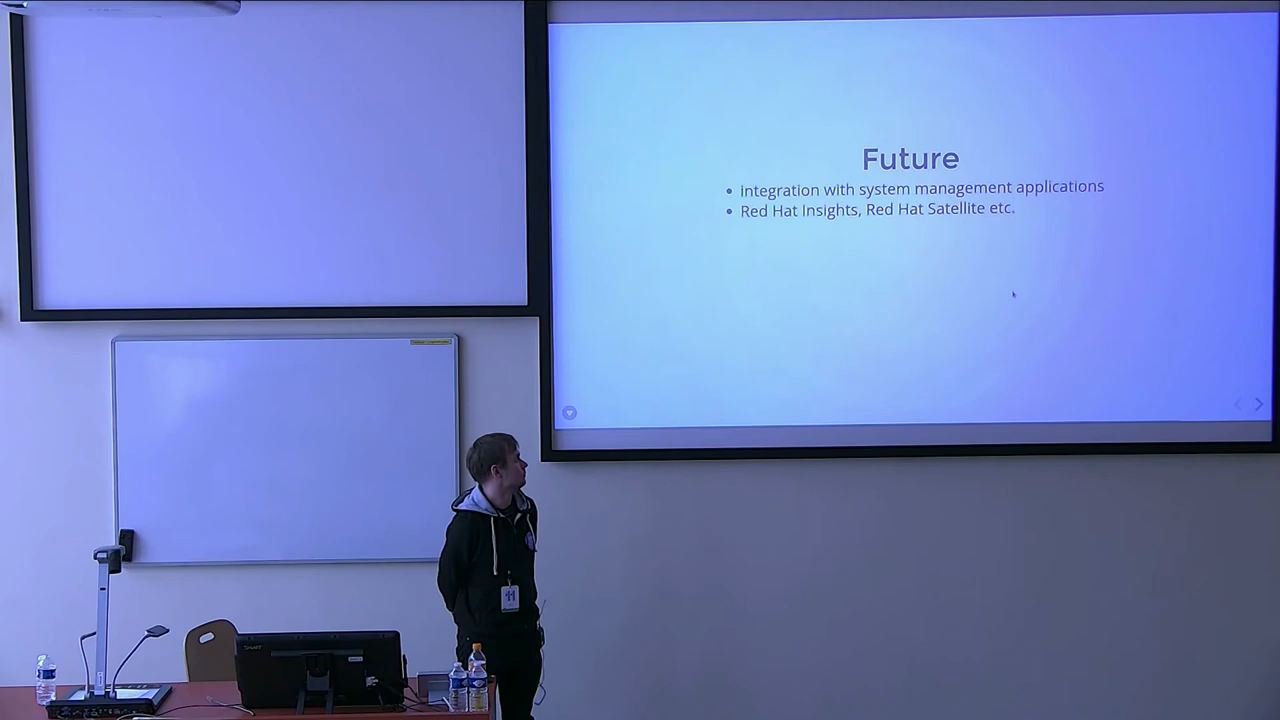 Future
integration with system management applications
Red Hat Insights, Red Hat Satellite etc.